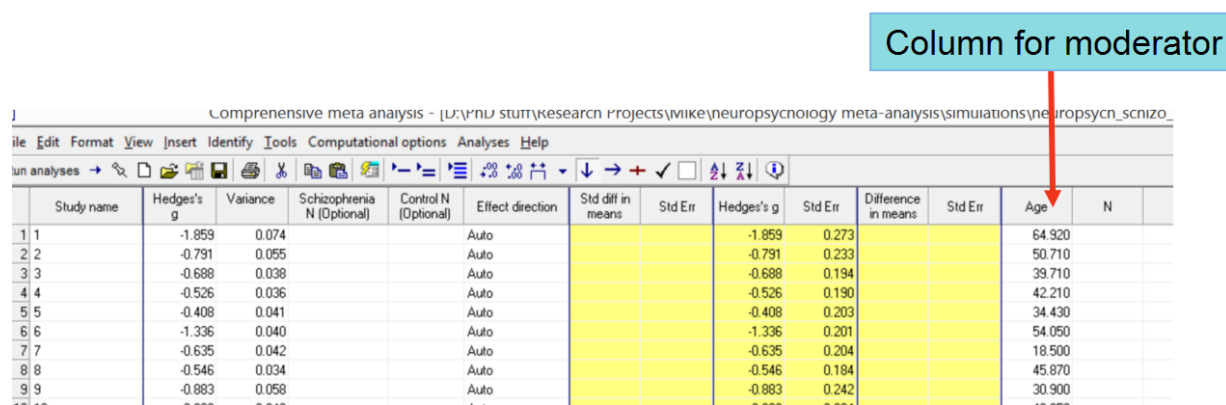 Column for moderator
Comprehensive meta analysis - [D:\PhD stuff\Research Projects\Mike\neuropsychology meta-analysis\simulations\neuropsych_schizo_
ile Edit Format View Insert Identify Tools Computational options Analyses Help
un analyses
Study name Hedges's g Variance Schizophrenia N (Optional) Control N (Optional) Effect direction Std diff in means Std Err Hedges's g Std Err Difference in means Std Err Age N
1 1 -1.859 0.074 Auto -1.859 0.273 64.920
2 2 -0.791 0.055 Auto -0.791 0.233 50.710
3 3 -0.688 0.038 Auto -0.688 0.194 39.710
4 4 -0.526 0.036 Auto -0.526 0.190 42.210
5 5 -0.408 0.041 Auto -0.408 0.203 34.430
6 6 -1.336 0.040 Auto -1.336 0.201 54.050
7 7 -0.635 0.042 Auto -0.635 0.204 18.500
8 8 -0.546 0.034 Auto -0.546 0.184 45.870
9 9 -0.883 0.058 Auto -0.883 0.242 30.900